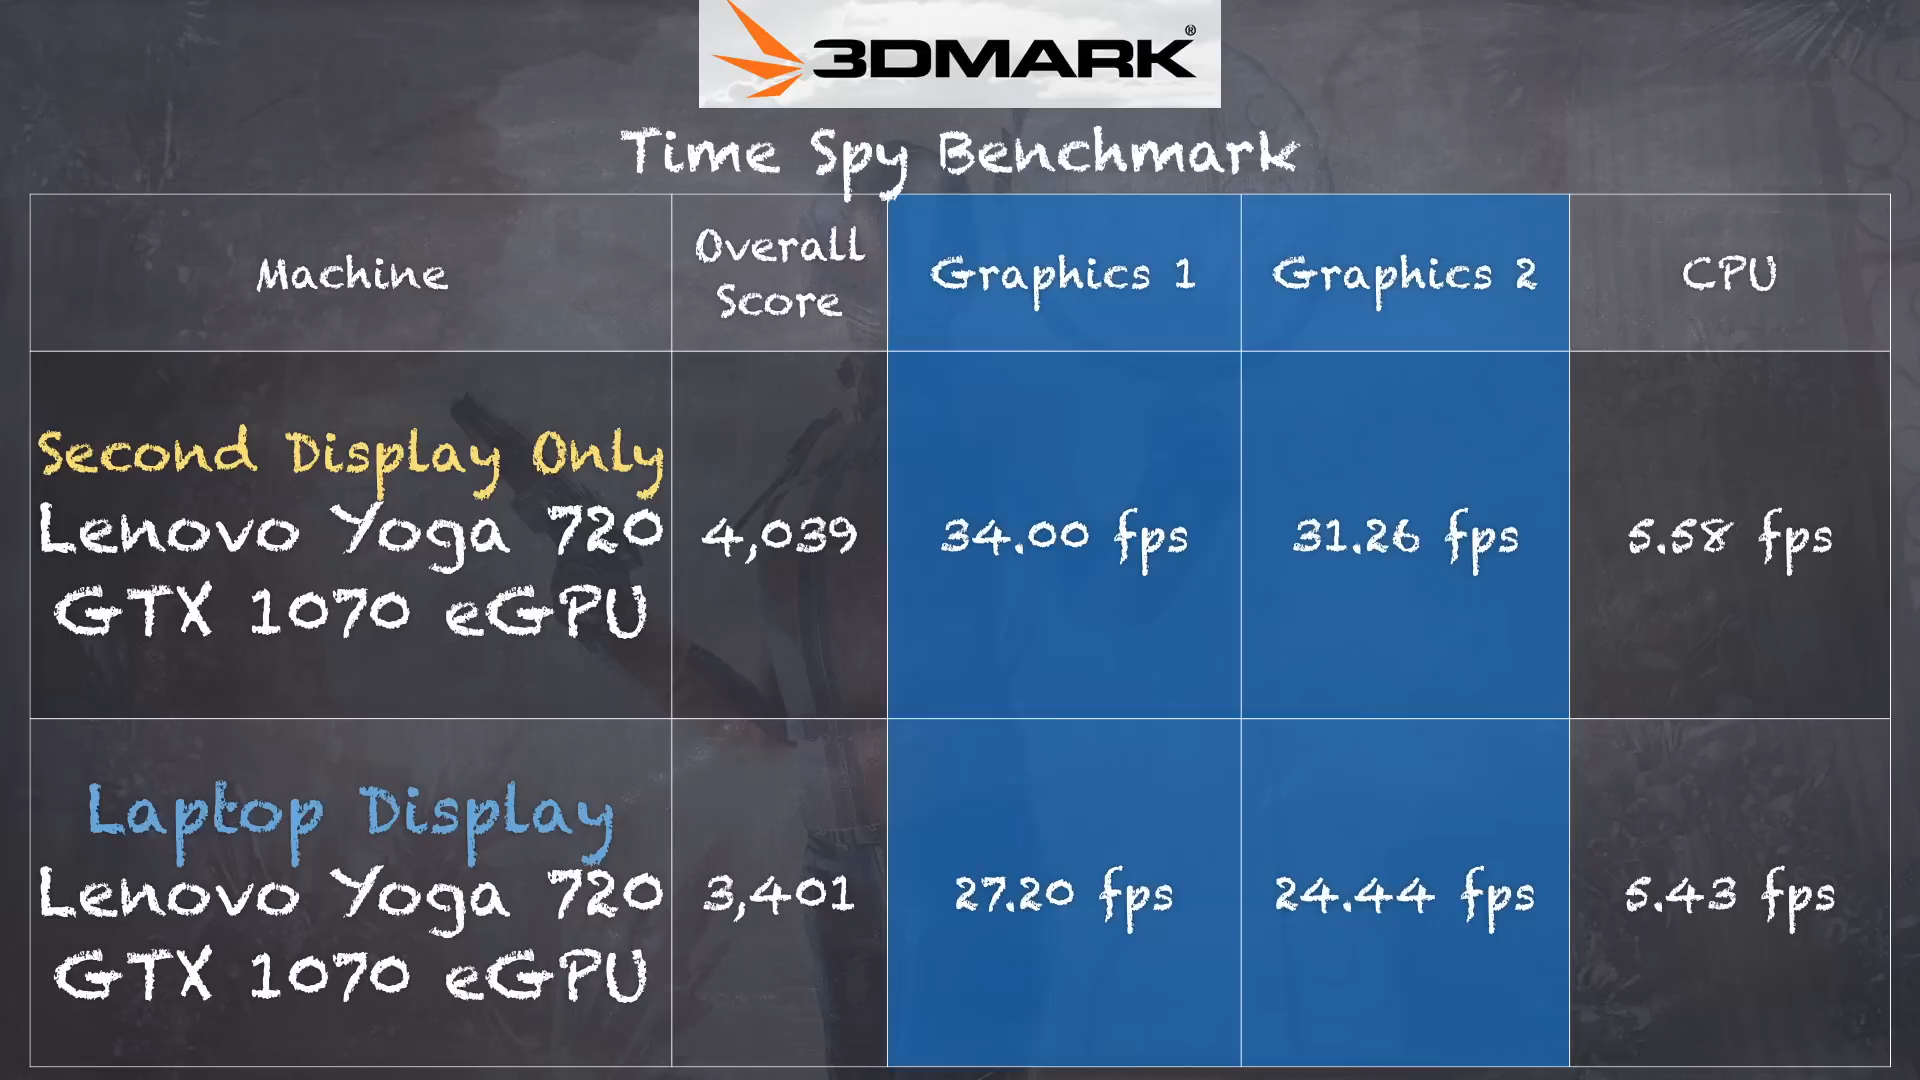 3DMARK®
Time Spy Benchmark
Machine
Overall
Score
Graphics 1
Graphics 2
CPU
Second Display Only
Lenovo Yoga 720
GTX 1070 eGPU
4,039
34.00 fps
31.26 fps
5.58 fps
Laptop Display
Lenovo Yoga 720
GTX 1070 eGPU
3,401
27.20 fps
24.44 fps
5.43 fps